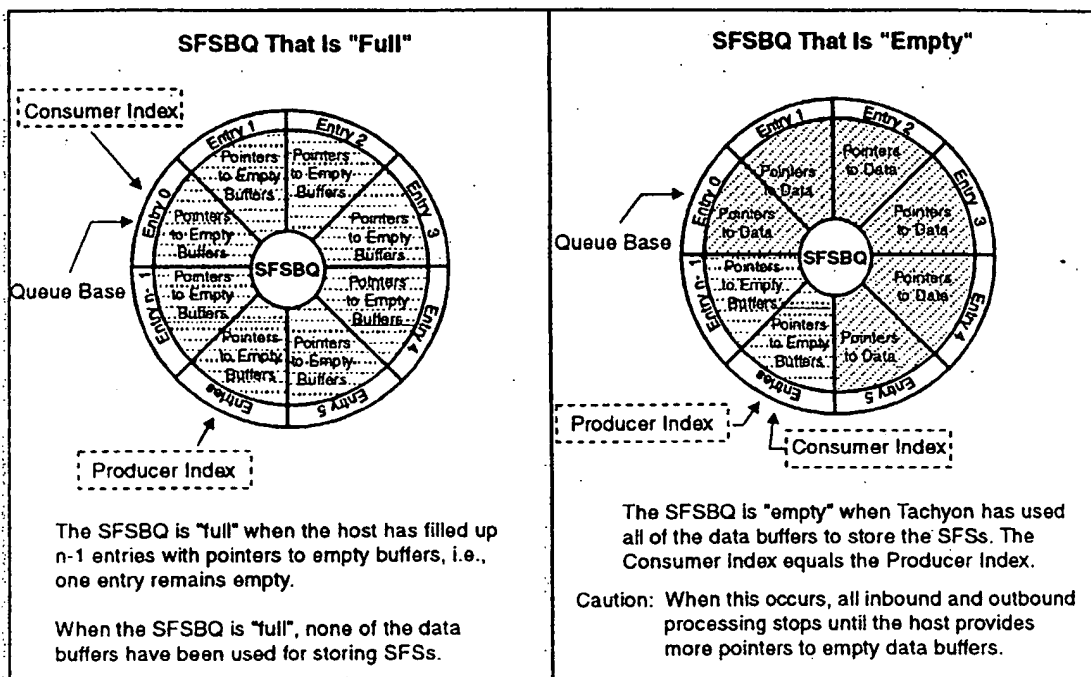 SFSBQ That Is "Full"
Consumer Index
Queue Base
Entry 0
Entry 1
Entry 2
Entry 3
Entry 4
Entry 5
Entries
Entry n- 1
Pointers
to Empty
Buffers
Pointers
to Empty
Buffers
Pointers
to Empty
Buffers
Pointers
to Empty
Buffers
Pointers
to Empty
Buffers
Pointers
to Empty
Buffers
Pointers
to Empty
Buffers
Pointers
to Empty
Buffers
SFSBQ
Producer Index
The SFSBQ is "full" when the host has filled up
n-1 entries with pointers to empty buffers, i.e.,
one entry remains empty.
When the SFSBQ is "full", none of the data
buffers have been used for storing SFSs.
SFSBQ That Is "Empty"
Queue Base
Entry 0
Entry 1
Entry 2
Entry 3
Entry 4
Entry 5
Entries
Entry n- 1
Pointers
to Data
Pointers
to Data
Pointers
to Data
Pointers
to Data
Pointers
to Data
Pointers
to Data
Pointers
to Empty
Buffers
Pointers
to Empty
Buffers
SFSBQ
Producer Index
Consumer Index
The SFSBQ is "empty" when Tachyon has used
all of the data buffers to store the SFSs. The
Consumer Index equals the Producer Index.
Caution: When this occurs, all inbound and outbound
processing stops until the host provides
more pointers to empty data buffers.